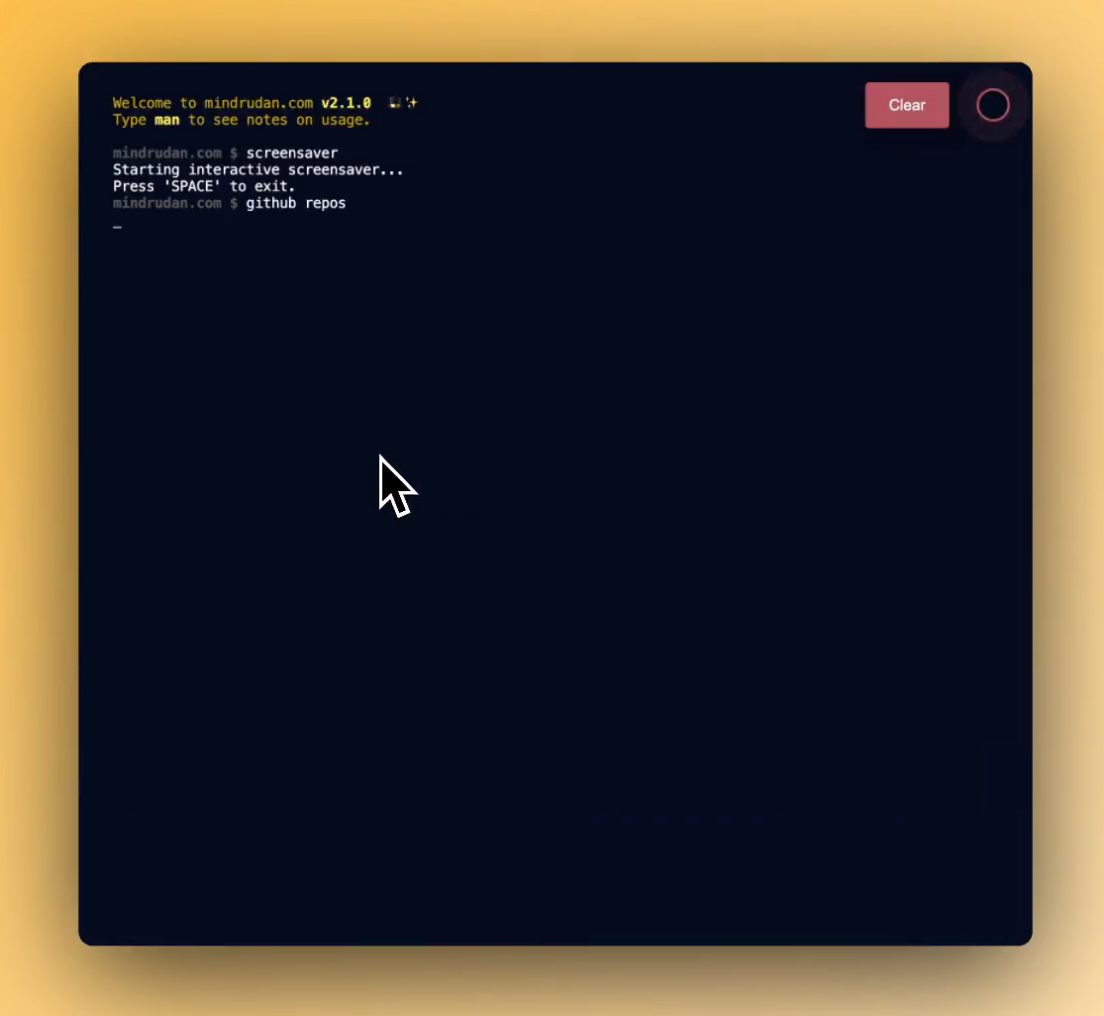 Welcome to mindrudan.com v2.1.0 ✨
Type man to see notes on usage.
Clear
mindrudan.com $ screensaver
Starting interactive screensaver...
Press 'SPACE' to exit.
mindrudan.com $ github repos
_